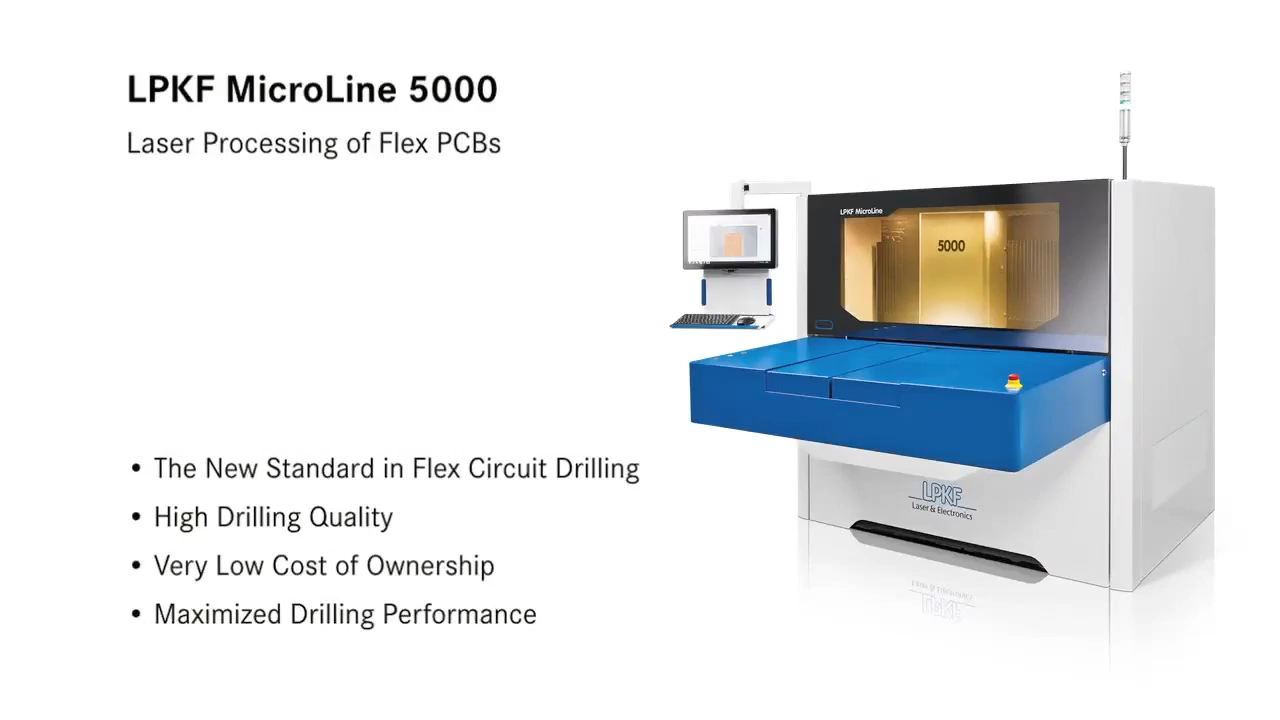 LPKF MicroLine 5000
Laser Processing of Flex PCBs
LPKF MicroLine
5000
• The New Standard in Flex Circuit Drilling
• High Drilling Quality
• Very Low Cost of Ownership
• Maximized Drilling Performance
LPKF
Laser & Electronics